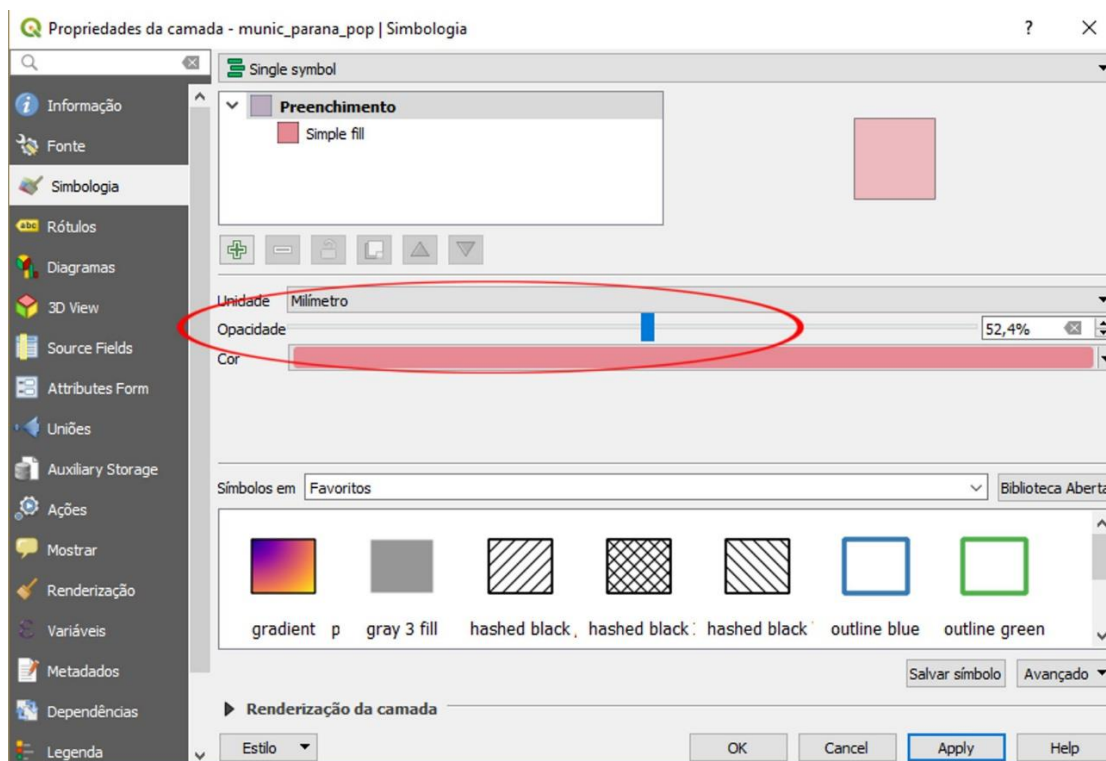 Propriedades da camada - munic_parana_pop | Simbologia
Single symbol
Informação
Fonte
Simbologia
Rótulos
Diagramas
3D View
Source Fields
Attributes Form
Uniões
Auxiliary Storage
Ações
Mostrar
Renderização
Variáveis
Metadados
Dependências
Legenda
Preenchimento
Simple fill
Unidade Milímetro
Opacidade 52,4%
Cor
Símbolos em Favoritos Biblioteca Aberta
gradient p gray 3 fill hashed black hashed black hashed black outline blue outline green
Salvar símbolo Avançado
Renderização da camada
Estilo OK Cancel Apply Help